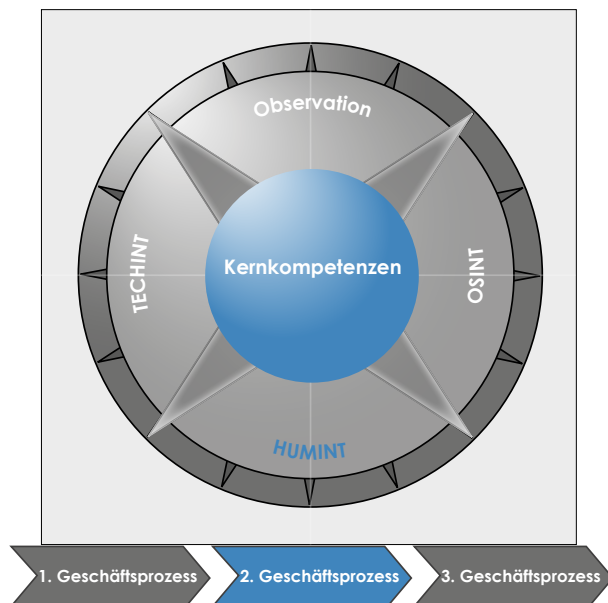 Observation
TECHINT
Kernkompetenzen
OSINT
HUMINT
1. Geschäftsprozess
2. Geschäftsprozess
3. Geschäftsprozess